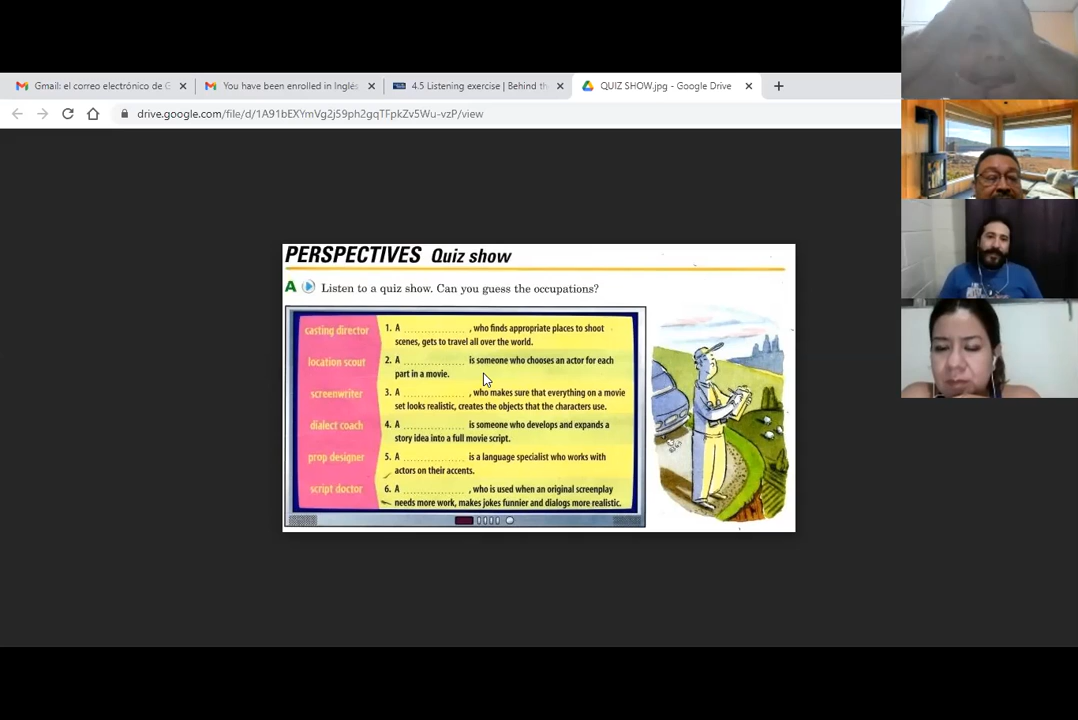 Gmail: el correo electrónico de G
You have been enrolled in Inglés
4.5 Listening exercise | Behind th
QUIZ SHOW.jpg - Google Drive
drive.google.com/file/d/1A91bEXYmVg2j59ph2gqTFpkZv5Wu-vzP/view
PERSPECTIVES Quiz show
A Listen to a quiz show. Can you guess the occupations?
casting director
location scout
screenwriter
dialect coach
prop designer
script doctor
1. A ............... , who finds appropriate places to shoot
scenes, gets to travel all over the world.
2. A ............... is someone who chooses an actor for each
part in a movie.
3. A ............... , who makes sure that everything on a movie
set looks realistic, creates the objects that the characters use.
4. A ............... is someone who develops and expands a
story idea into a full movie script.
5. A ............... is a language specialist who works with
actors on their accents.
6. A ............... , who is used when an original screenplay
needs more work, makes jokes funnier and dialogs more realistic.